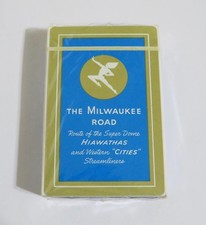 THE MILWAUKEE
ROAD
Route of the Super Dome
HIAWATHAS
and Western "CITIES"
Streamliners